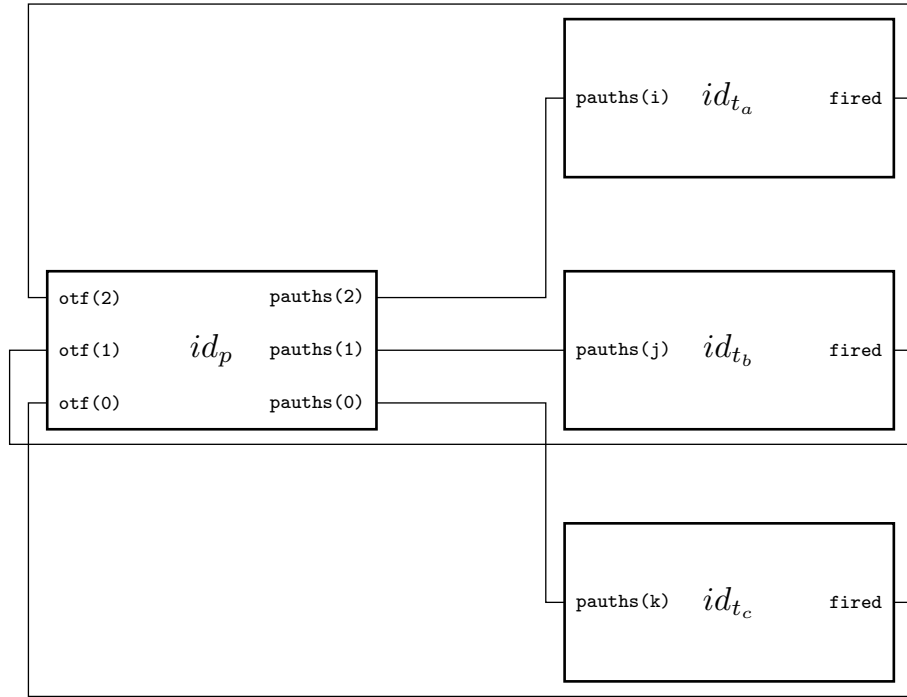 pauths(i) id_{t_a} fired
otf(2) pauths(2)
otf(1) id_p pauths(1)
otf(0) pauths(0)
pauths(j) id_{t_b} fired
pauths(k) id_{t_c} fired